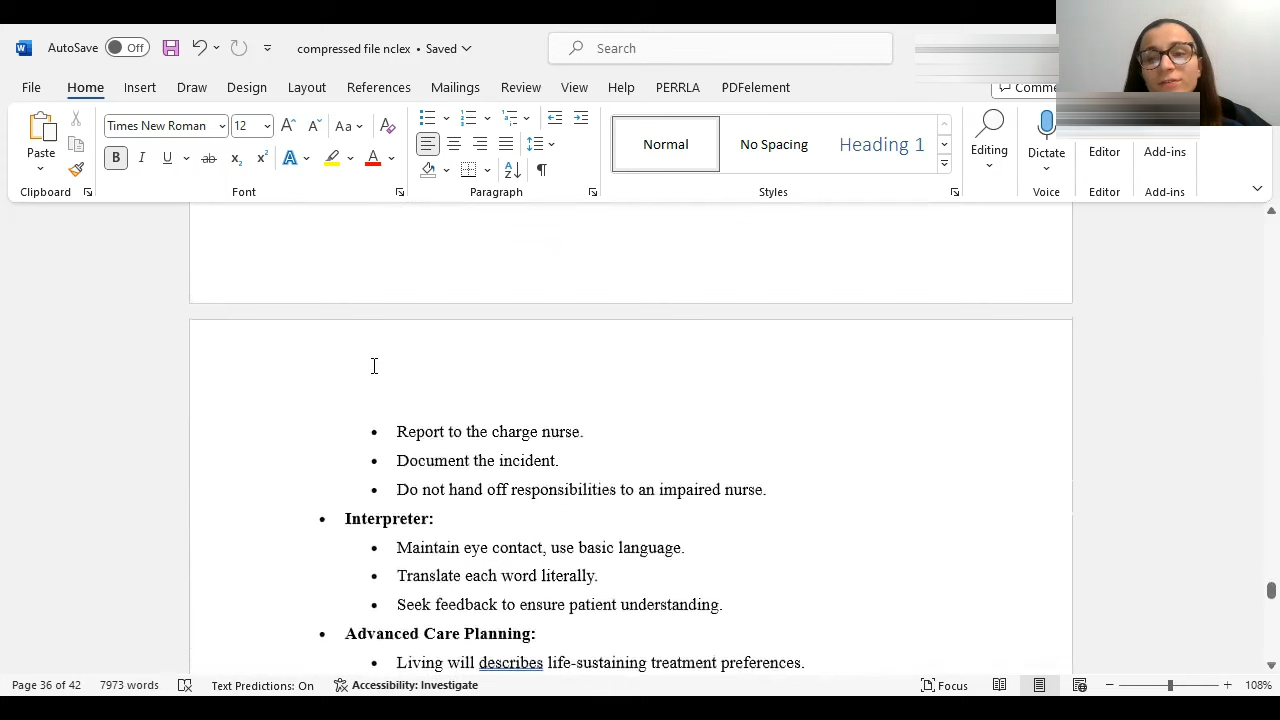 AutoSave Off compressed file nclex • Saved Search
File Home Insert Draw Design Layout References Mailings Review View Help PERRLA PDFelement Comme
Times New Roman 12 Aa
Normal No Spacing Heading 1
Paste Editing Dictate Editor Add-ins
Clipboard Font Paragraph Styles Voice Editor Add-ins
• Report to the charge nurse.
• Document the incident.
• Do not hand off responsibilities to an impaired nurse.
• Interpreter:
• Maintain eye contact, use basic language.
• Translate each word literally.
• Seek feedback to ensure patient understanding.
• Advanced Care Planning:
• Living will describes life-sustaining treatment preferences.
Page 36 of 42 7973 words Text Predictions: On Accessibility: Investigate Focus 108%